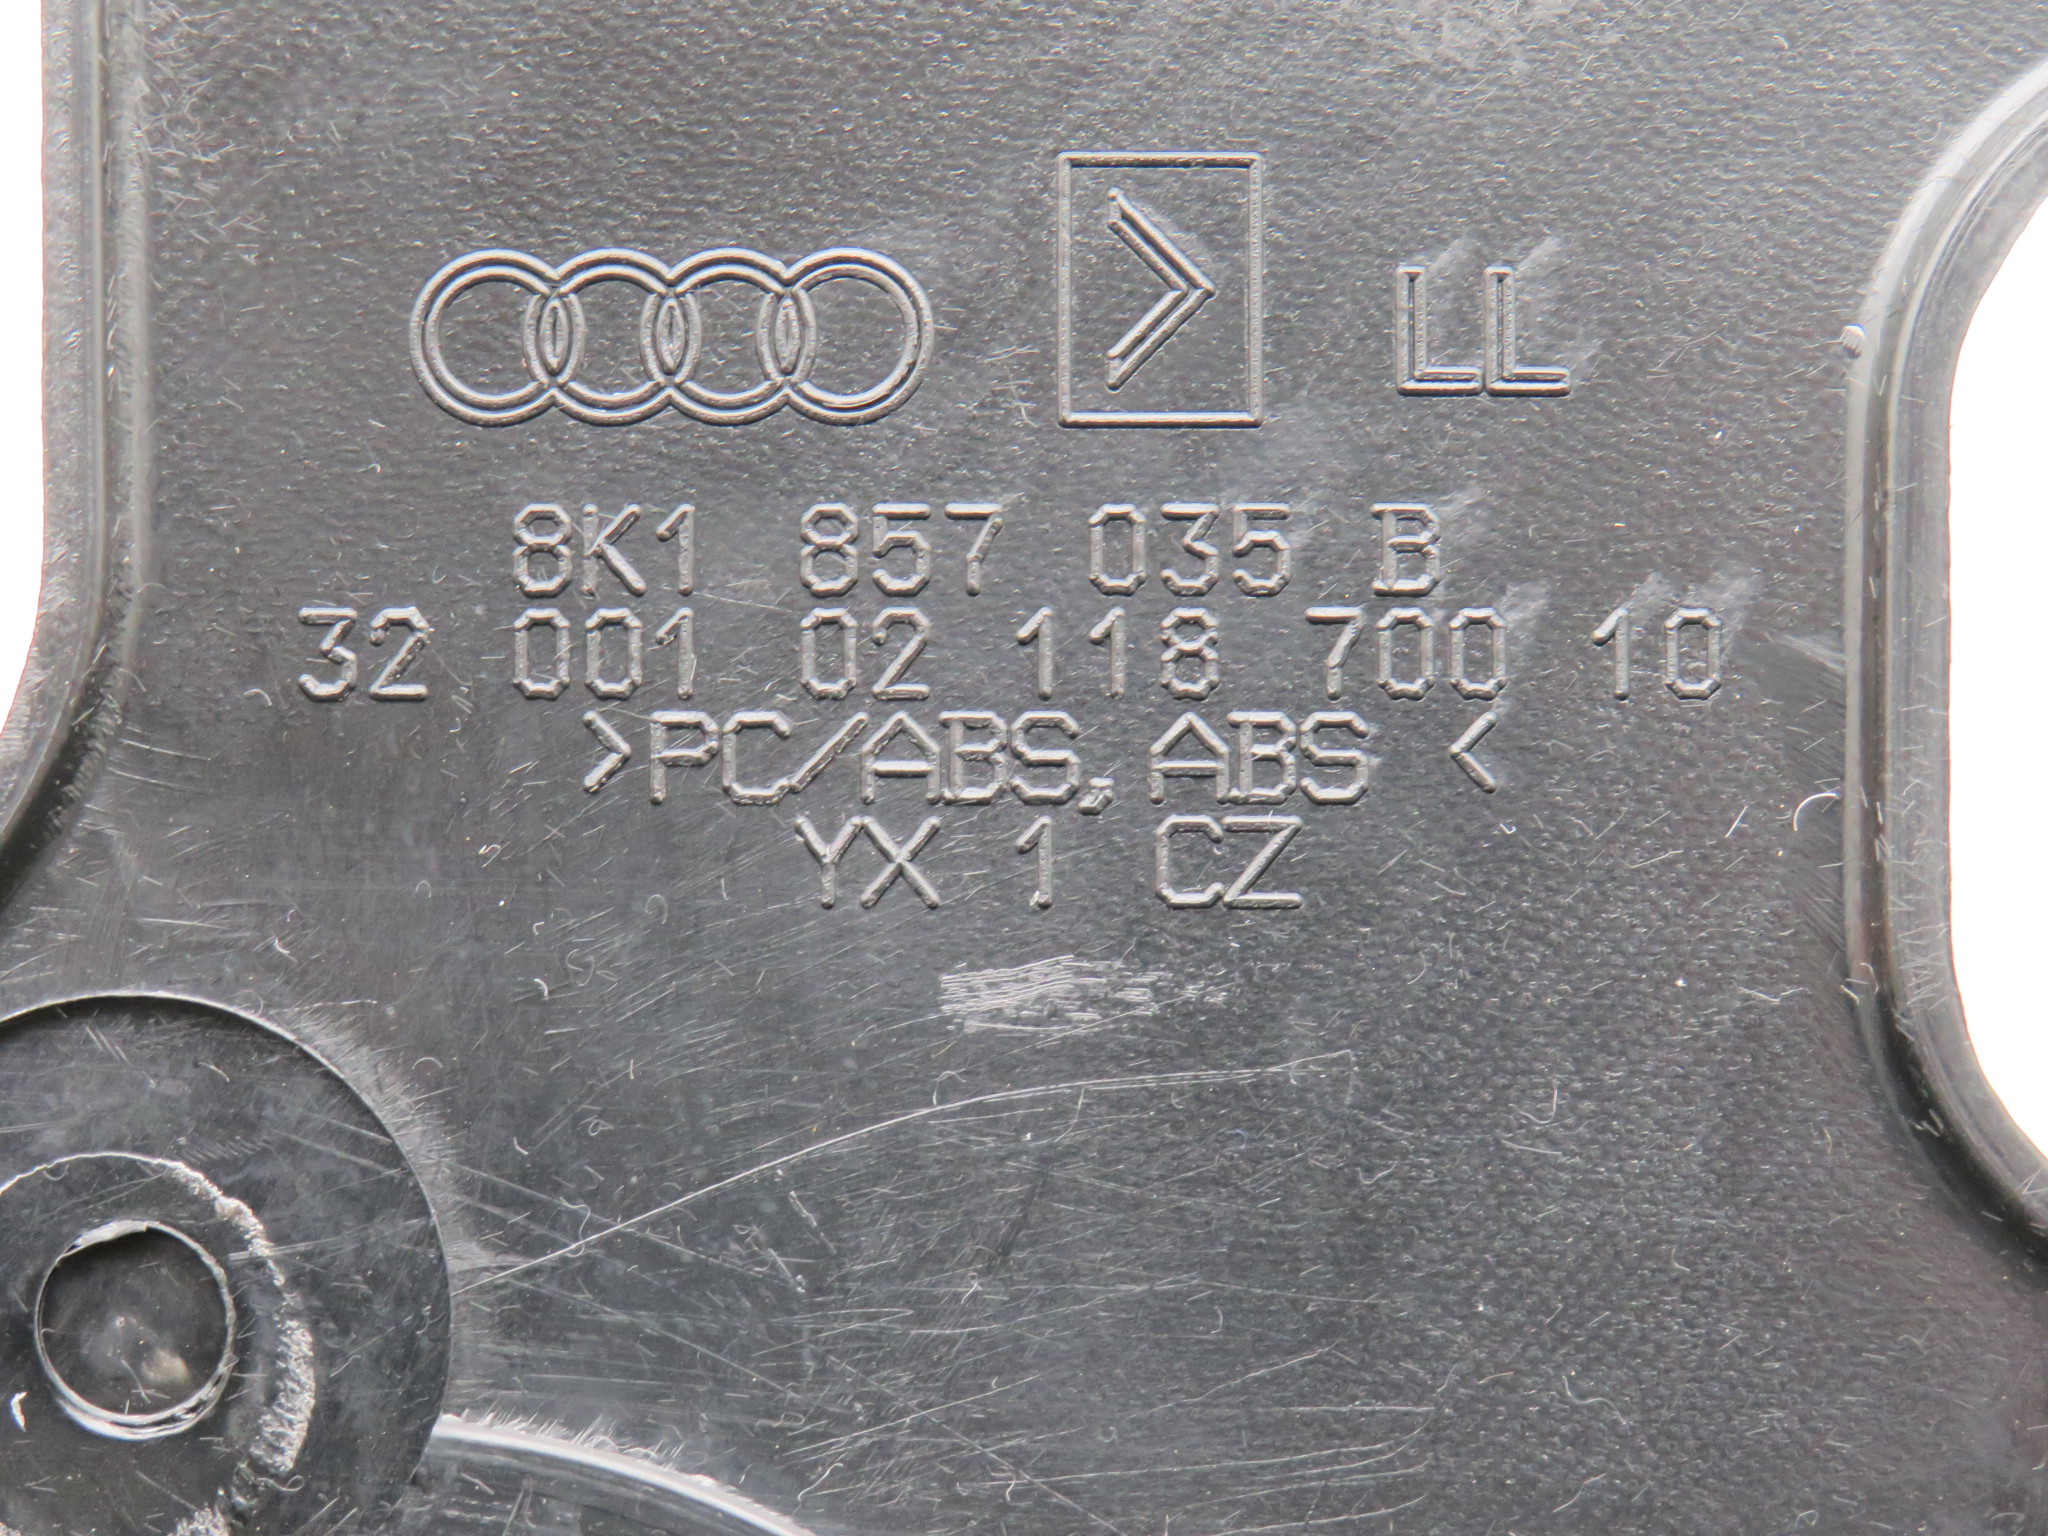 LL
8K1 857 035 B
32 001 02 118 700 10
>PC/ABS, ABS <
YX 1 CZ